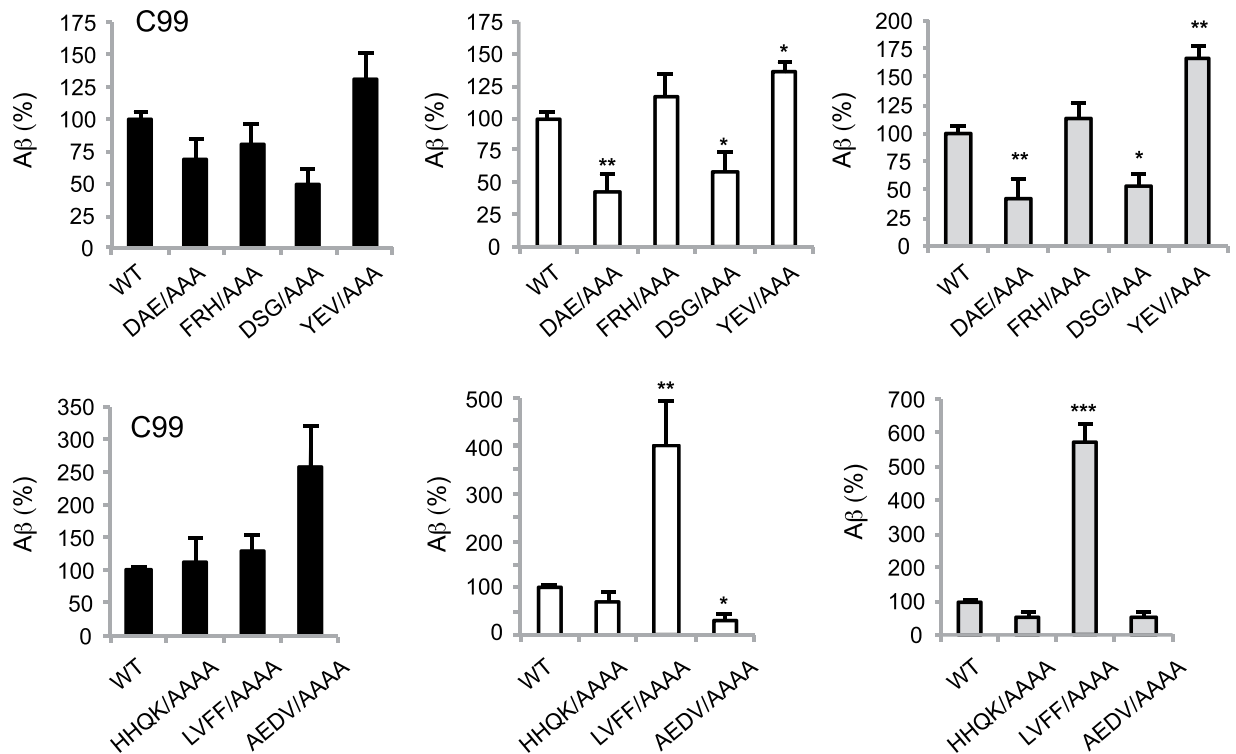 C99
Aβ (%)
175
150
125
100
75
50
25
0
WT
DAE/AAA
FRH/AAA
DSG/AAA
YEV/AAA
Aβ (%)
175
150
125
100
75
50
25
0
**
*
*
WT
DAE/AAA
FRH/AAA
DSG/AAA
YEV/AAA
Aβ (%)
200
175
150
125
100
75
50
25
0
**
*
**
WT
DAE/AAA
FRH/AAA
DSG/AAA
YEV/AAA
C99
Aβ (%)
350
300
250
200
150
100
50
0
WT
HHQK/AAAA
LVFF/AAAA
AEDV/AAAA
Aβ (%)
500
400
300
200
100
0
**
*
WT
HHQK/AAAA
LVFF/AAAA
AEDV/AAAA
Aβ (%)
700
600
500
400
300
200
100
0
***
WT
HHQK/AAAA
LVFF/AAAA
AEDV/AAAA